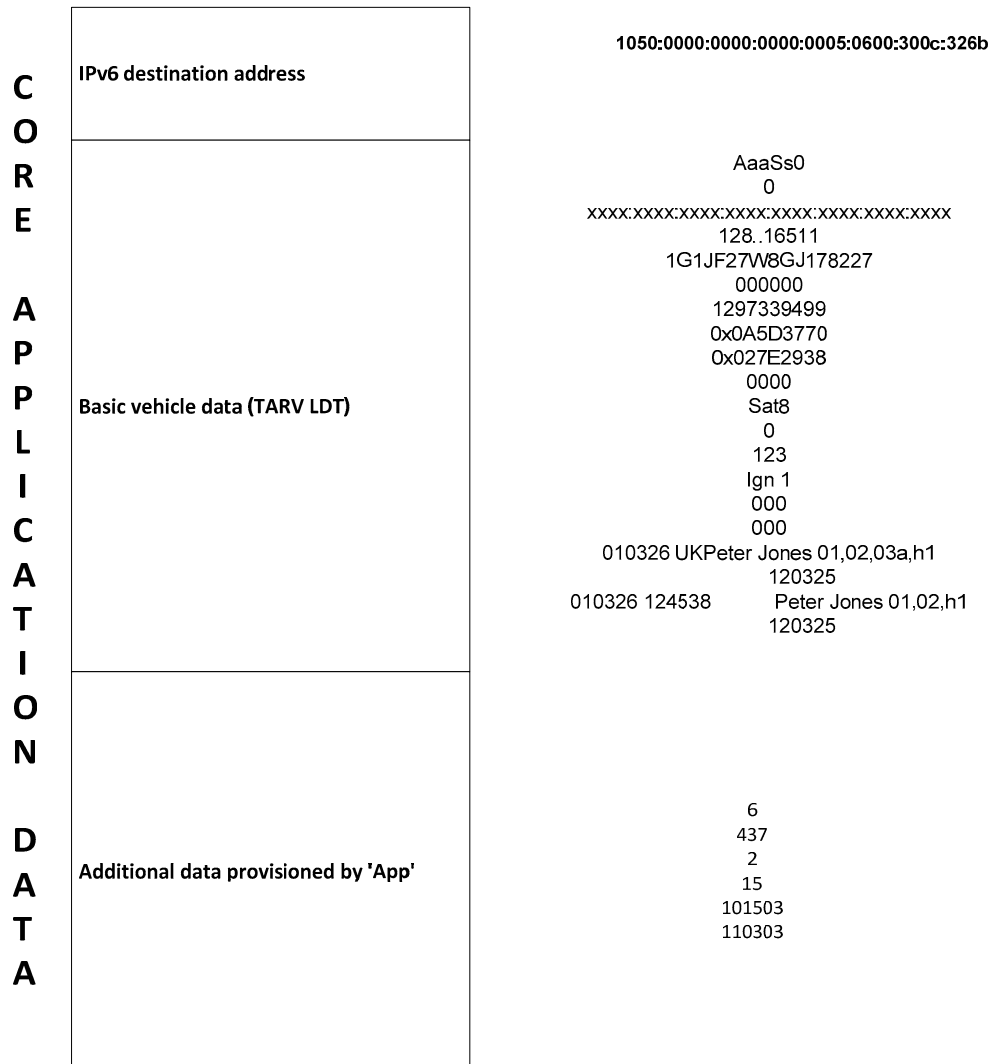 CORE APPLICATION DATA
IPv6 destination address
1050:0000:0000:0000:0005:0600:300c:326b
Basic vehicle data (TARV LDT)
AaaSs0
0
xxxx:xxxx:xxxx:xxxx:xxxx:xxxx:xxxx:xxxx
128..16511
1G1JF27W8GJ178227
000000
1297339499
0x0A5D3770
0x027E2938
0000
Sat8
0
123
Ign 1
000
000
010326 UKPeter Jones 01,02,03a,h1
120325
010326 124538 Peter Jones 01,02,h1
120325
Additional data provisioned by 'App'
6
437
2
15
101503
110303